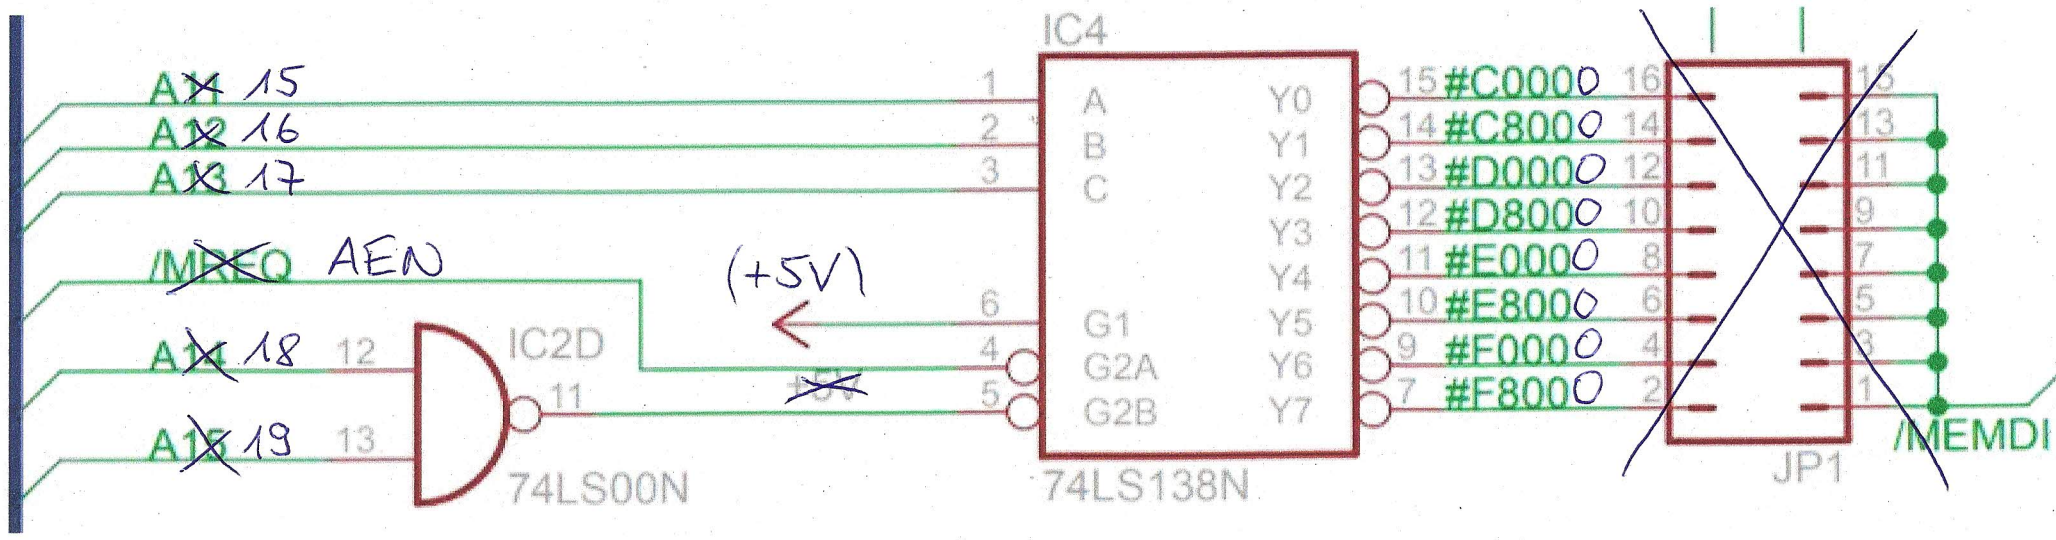 IC4
A11 15
1
A
Y0
15
#C0000
16
15
A12 16
2
B
Y1
14
#C8000
14
13
A13 17
3
C
Y2
13
#D0000
12
11
Y3
12
#D8000
10
9
/MREQ AEN
(+5V)
Y4
11
#E0000
8
7
6
G1
Y5
10
#E8000
6
5
A14 18
12
IC2D
4
G2A
Y6
9
#F0000
4
3
11
+5V
5
G2B
Y7
7
#F8000
2
1
A15 19
13
/MEMDI
74LS00N
74LS138N
JP1